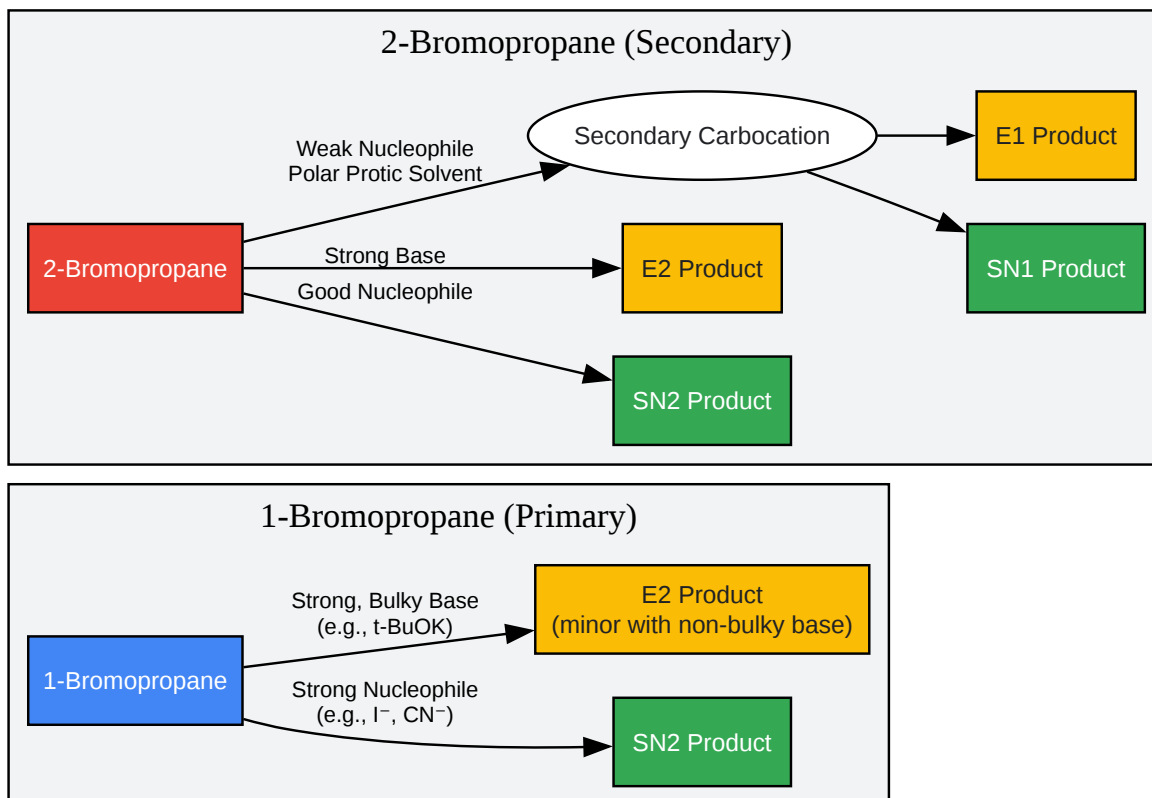 2-Bromopropane (Secondary)
Secondary Carbocation
E1 Product
Weak Nucleophile
Polar Protic Solvent
2-Bromopropane
Strong Base
E2 Product
SN1 Product
Good Nucleophile
SN2 Product
1-Bromopropane (Primary)
Strong, Bulky Base
(e.g., t-BuOK)
E2 Product
(minor with non-bulky base)
1-Bromopropane
Strong Nucleophile
(e.g., I⁻, CN⁻)
SN2 Product